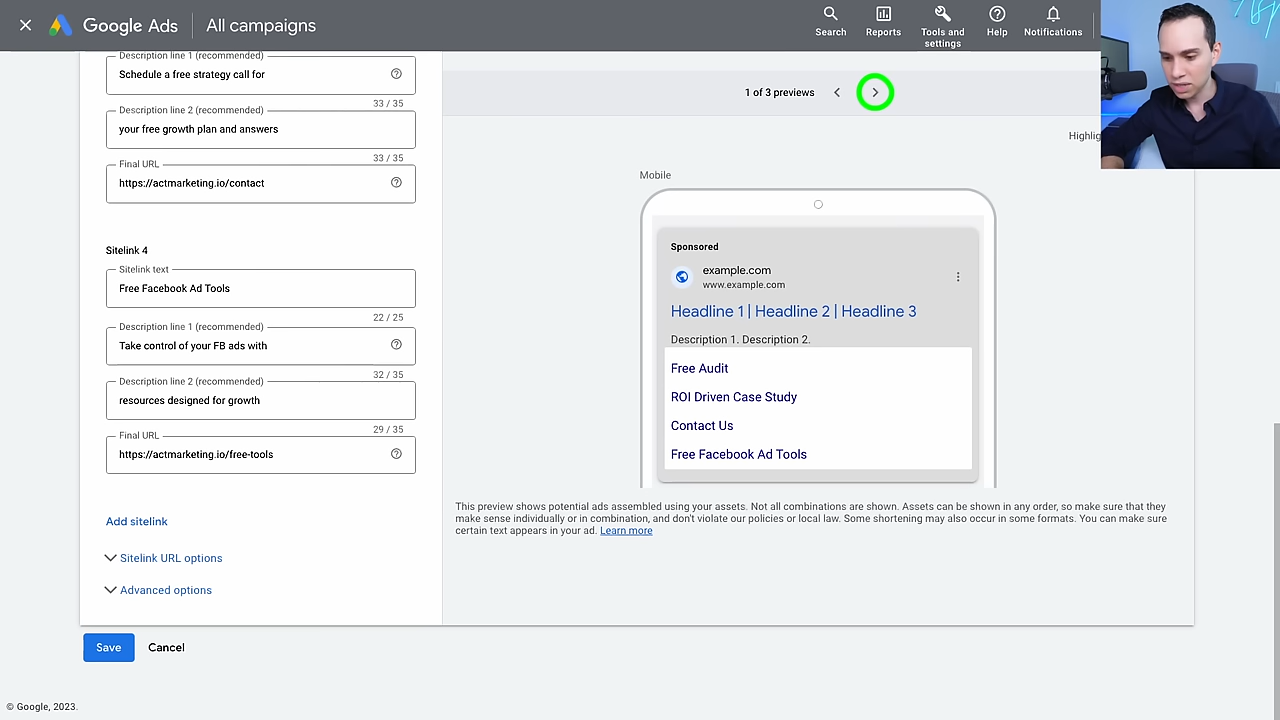 Google Ads
All campaigns
Search
Reports
Tools and
settings
Help
Notifications
Description line 1 (recommended)
Schedule a free strategy call for
33 / 35
Description line 2 (recommended)
your free growth plan and answers
33 / 35
Final URL
https://actmarketing.io/contact
Sitelink 4
Sitelink text
Free Facebook Ad Tools
22 / 25
Description line 1 (recommended)
Take control of your FB ads with
32 / 35
Description line 2 (recommended)
resources designed for growth
29 / 35
Final URL
https://actmarketing.io/free-tools
Add sitelink
Sitelink URL options
Advanced options
Save
Cancel
1 of 3 previews
Mobile
Sponsored
example.com
www.example.com
Headline 1 | Headline 2 | Headline 3
Description 1. Description 2.
Free Audit
ROI Driven Case Study
Contact Us
Free Facebook Ad Tools
This preview shows potential ads assembled using your assets. Not all combinations are shown. Assets can be shown in any order, so make sure that they
make sense individually or in combination, and don't violate our policies or local law. Some shortening may also occur in some formats. You can make sure
certain text appears in your ad. Learn more
© Google, 2023.